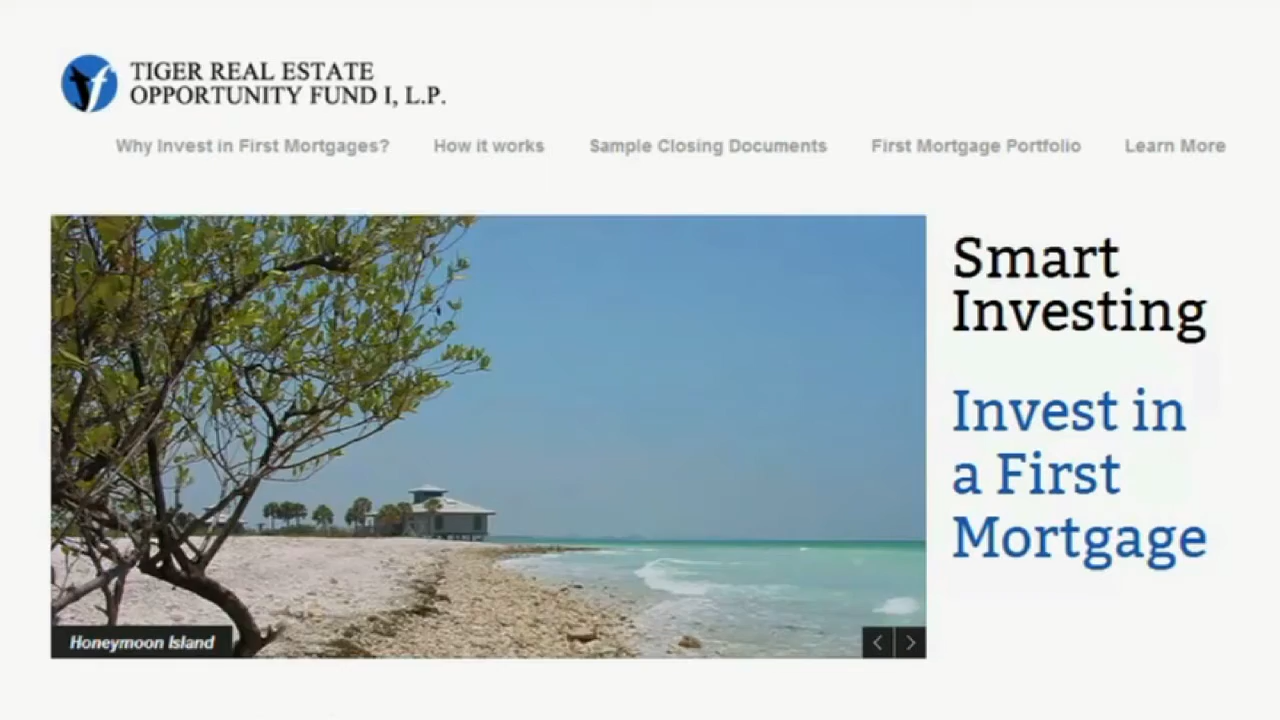 TIGER REAL ESTATE
OPPORTUNITY FUND I, L.P.
Why Invest in First Mortgages? How it works Sample Closing Documents First Mortgage Portfolio Learn More
Smart
Investing
Invest in
a First
Mortgage
Honeymoon Island